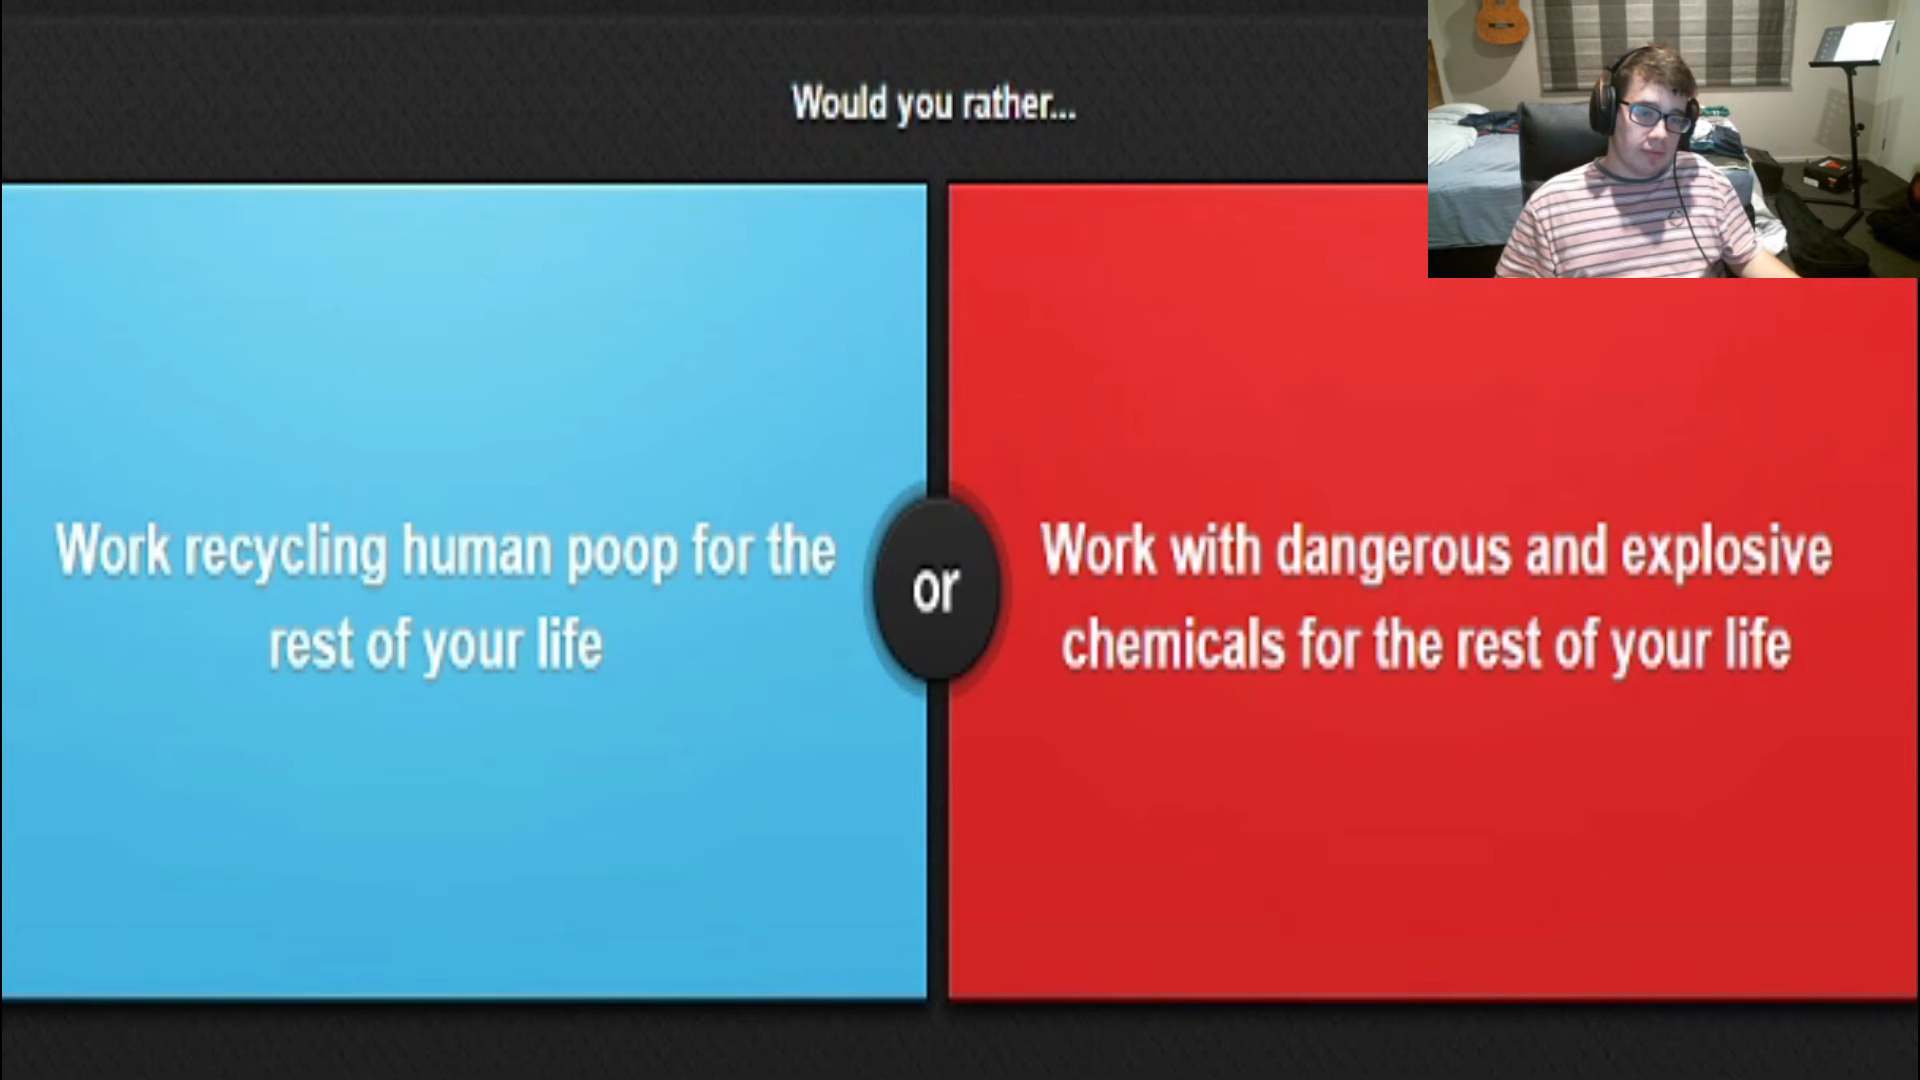 Would you rather...
Work recycling human poop for the
rest of your life
or
Work with dangerous and explosive
chemicals for the rest of your life